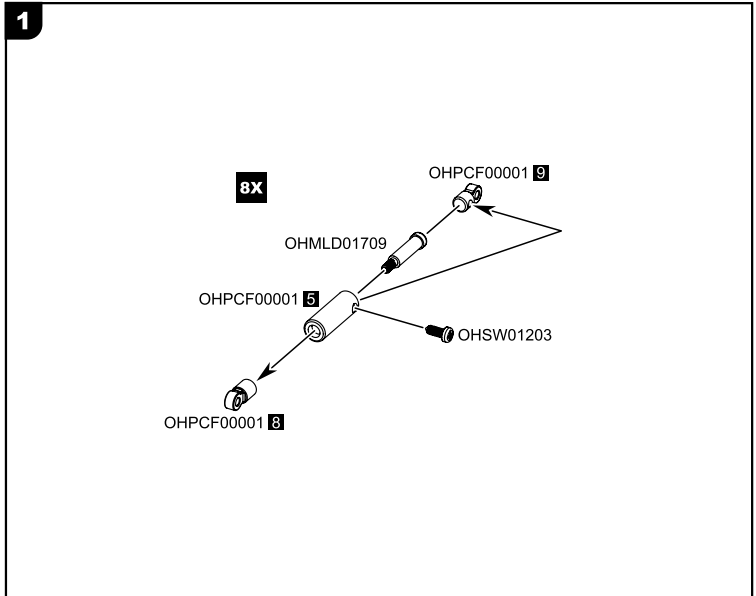 1
8X
OHPCF00001 9
OHMLD01709
OHPCF00001 5
OHSW01203
OHPCF00001 8